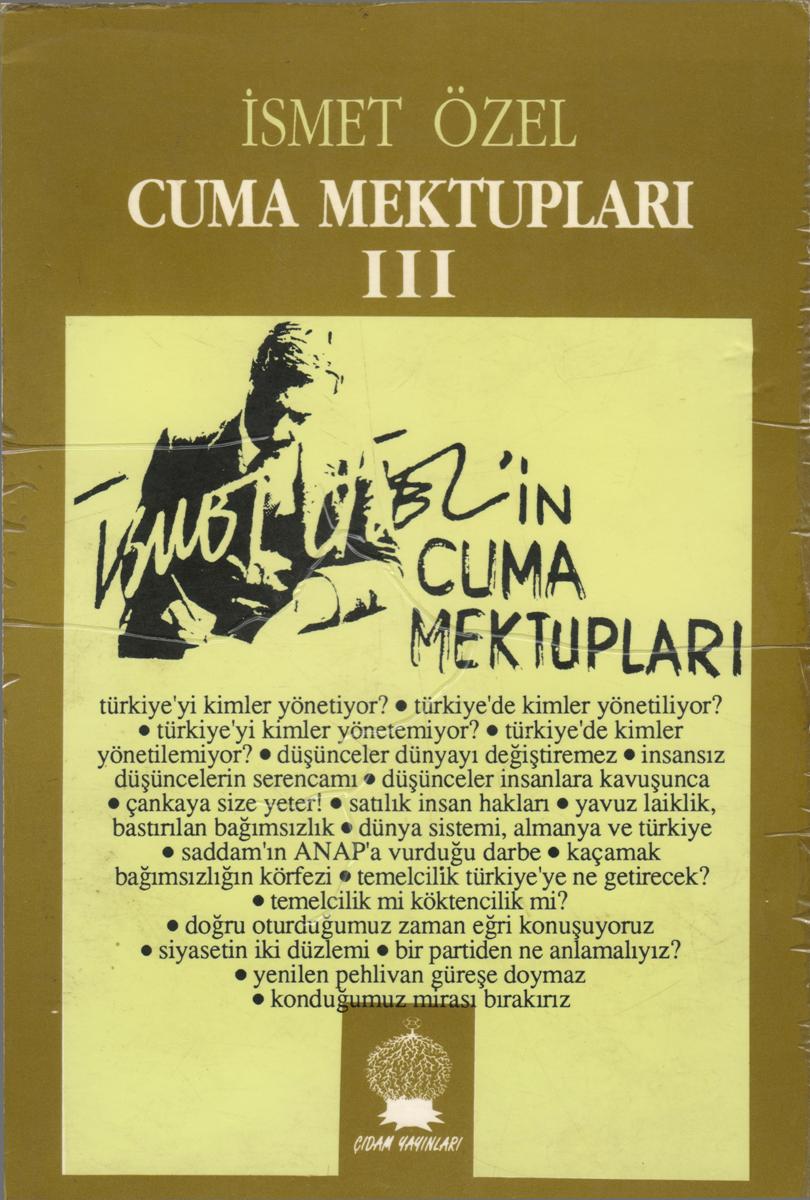 İSMET ÖZEL
CUMA MEKTUPLARI
III
İSMET ÖZEL'İN
CUMA
MEKTUPLARI
türkiye'yi kimler yönetiyor? ● türkiye'de kimler yönetiliyor?
● türkiye'yi kimler yönetemiyor? ● türkiye'de kimler
yönetilemiyor? ● düşünceler dünyayı değiştiremez ● insansız
düşüncelerin serencamı ● düşünceler insanlara kavuşunca
● çankaya size yeter! ● satılık insan hakları ● yavuz laiklik,
bastırılan bağımsızlık ● dünya sistemi, almanya ve türkiye
● saddam'ın ANAP'a vurduğu darbe ● kaçamak
bağımsızlığın körfezi ● temelcilik türkiye'ye ne getirecek?
● temelcilik mi köktencilik mi?
● doğru oturduğumuz zaman eğri konuşuyoruz
● siyasetin iki düzlemi ● bir partiden ne anlamalıyız?
● yenilen pehlivan güreşe doymaz
● konduğumuz mirası bırakırız
ÇIDAM YAYINLARI